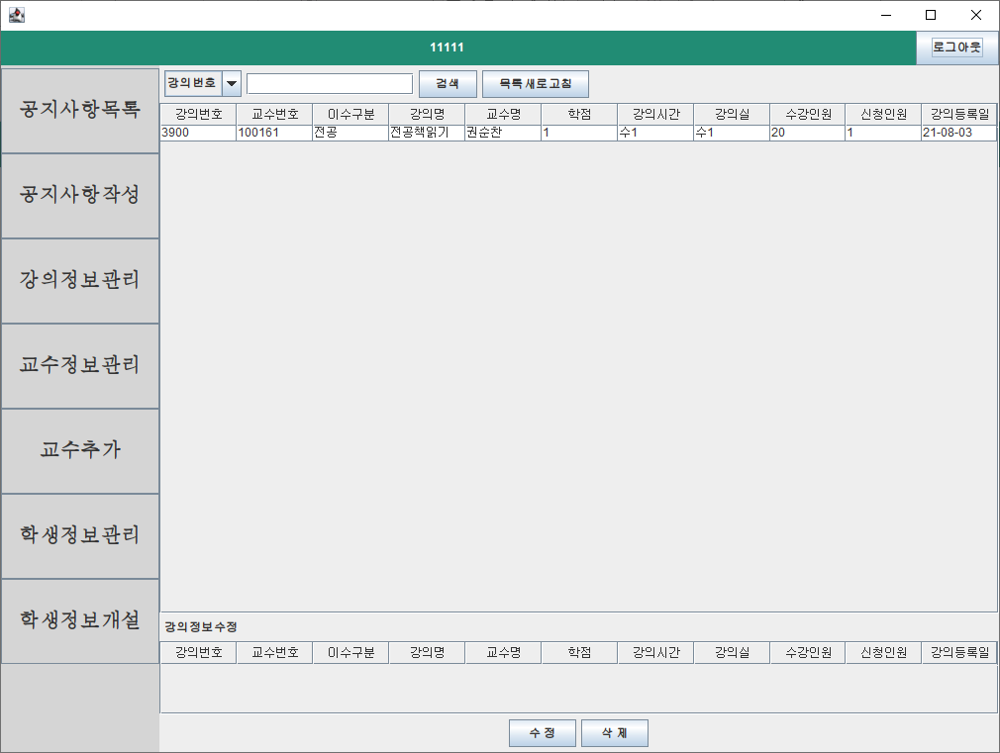 11111
로그아웃
공지사항목록
공지사항작성
강의정보관리
교수정보관리
교수추가
학생정보관리
학생정보개설
강의번호 검색 목록새로고침
강의번호 교수번호 이수구분 강의명 교수명 학점 강의시간 강의실 수강인원 신청인원 강의등록일
3900 100161 전공 전공책읽기 권순찬 1 수1 수1 20 1 21-08-03
강의정보수정
강의번호 교수번호 이수구분 강의명 교수명 학점 강의시간 강의실 수강인원 신청인원 강의등록일
수 정 삭 제